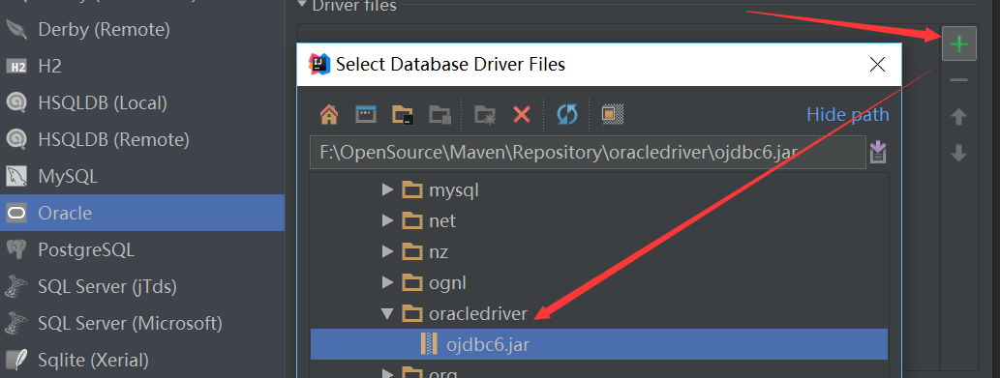 Driver files
Derby (Remote)
H2
H2
HSQLDB (Local)
HSQLDB (Remote)
MySQL
Oracle
PostgreSQL
SQL Server (jTds)
SQL Server (Microsoft)
Sqlite (Xerial)
Select Database Driver Files
Hide path
F:\OpenSource\Maven\Repository\oracledriver\ojdbc6.jar
mysql
net
nz
ognl
oracledriver
ojdbc6.jar
org